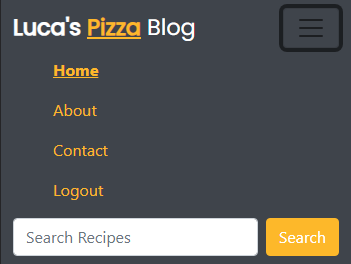 Luca's Pizza Blog
Home
About
Contact
Logout
Search Recipes Search